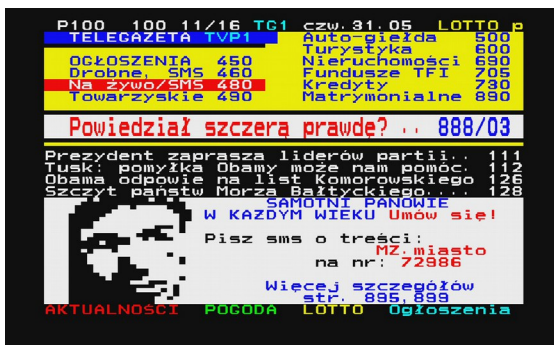 P100 100 11/16 TG1 czw.31.05 LOTTO p
TELEGAZETA TVP1
OGŁOSZENIA 450
Drobne, SMS 460
Na żywo/SMS 480
Towarzyskie 490
Auto-giełda 500
Turystyka 600
Nieruchomości 690
Fundusze TFI 705
Kredyty 730
Matrymonialne 890
Powiedział szczerą prawdę? .. 888/03
Prezydent zaprasza liderów partii.. 111
Tusk: pomyłka Obamy może nam pomóc. 112
Obama odpowie na list Komorowskiego 126
Szczyt państw Morza Bałtyckiego.... 128
SAMOTNI PANOWIE
W KAŻDYM WIEKU Umów się!
Pisz sms o treści:
MZ.miasto
na nr: 72986
Więcej szczegółów
str. 895,899
AKTUALNOŚCI POGODA LOTTO Ogłoszenia